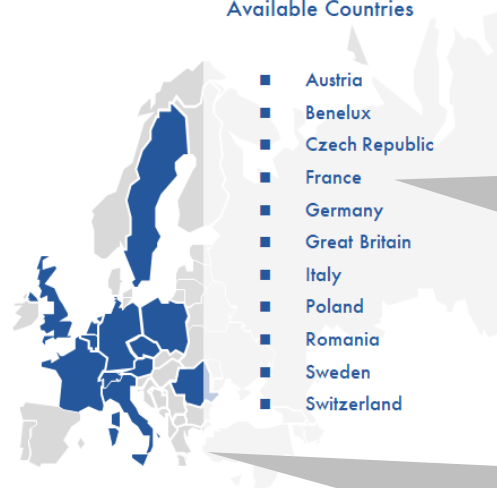 Available Countries
Austria
Benelux
Czech Republic
France
Germany
Great Britain
Italy
Poland
Romania
Sweden
Switzerland